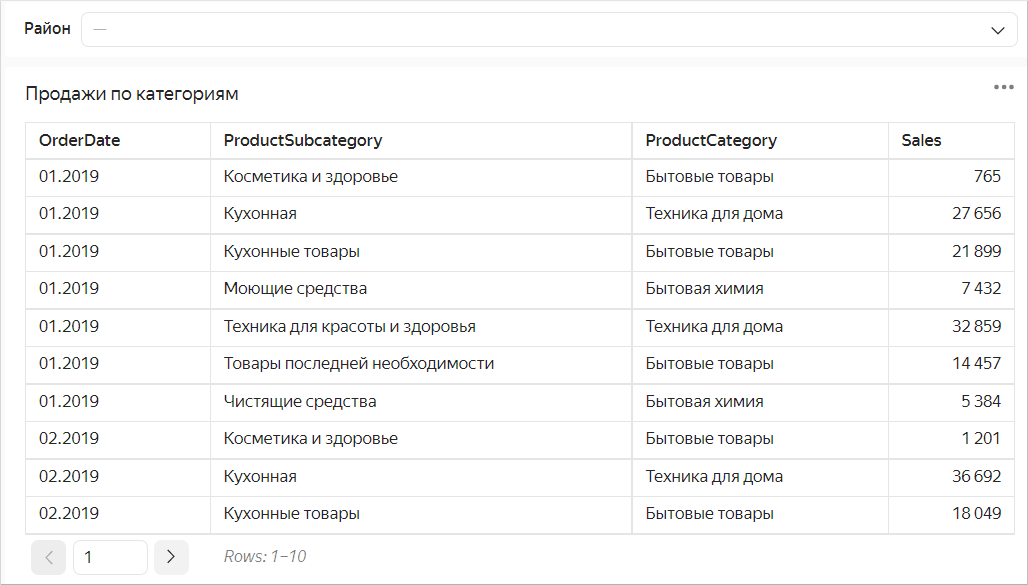 Район —
Продажи по категориям
OrderDate ProductSubcategory ProductCategory Sales
01.2019 Косметика и здоровье Бытовые товары 765
01.2019 Кухонная Техника для дома 27 656
01.2019 Кухонные товары Бытовые товары 21 899
01.2019 Моющие средства Бытовая химия 7 432
01.2019 Техника для красоты и здоровья Техника для дома 32 859
01.2019 Товары последней необходимости Бытовые товары 14 457
01.2019 Чистящие средства Бытовая химия 5 384
02.2019 Косметика и здоровье Бытовые товары 1 201
02.2019 Кухонная Техника для дома 36 692
02.2019 Кухонные товары Бытовые товары 18 049
1 Rows: 1–10